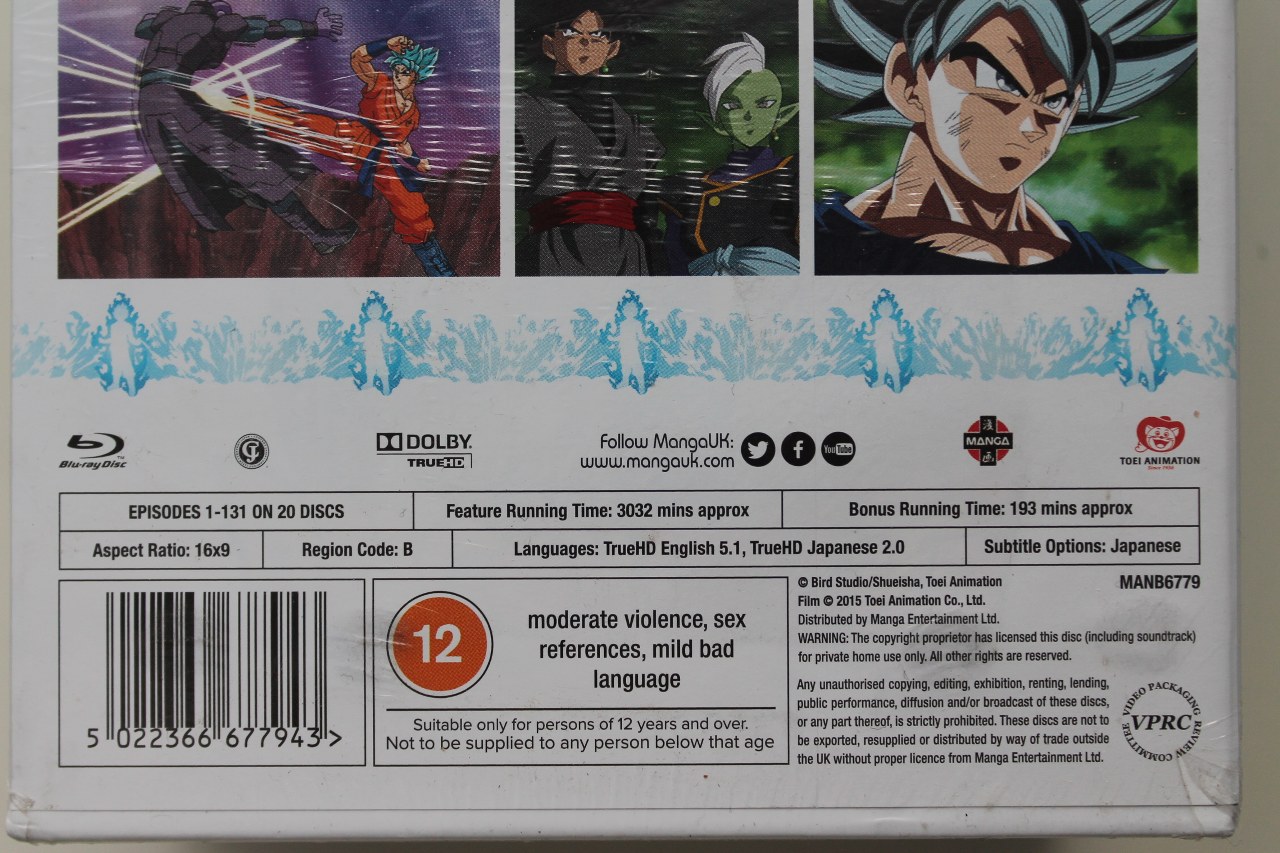 Blu-ray Disc
DOLBY
TRUEHD
Follow MangaUK:
www.mangauk.com
YouTube
MANGA
TOEI ANIMATION
Since 1956
EPISODES 1-131 ON 20 DISCS
Feature Running Time: 3032 mins approx
Bonus Running Time: 193 mins approx
Aspect Ratio: 16x9
Region Code: B
Languages: TrueHD English 5.1, TrueHD Japanese 2.0
Subtitle Options: Japanese
5 022366 677943 >
12
moderate violence, sex
references, mild bad
language
Suitable only for persons of 12 years and over.
Not to be supplied to any person below that age
© Bird Studio/Shueisha, Toei Animation
MANB6779
Film © 2015 Toei Animation Co., Ltd.
Distributed by Manga Entertainment Ltd.
WARNING: The copyright proprietor has licensed this disc (including soundtrack)
for private home use only. All other rights are reserved.
Any unauthorised copying, editing, exhibition, renting, lending,
public performance, diffusion and/or broadcast of these discs,
or any part thereof, is strictly prohibited. These discs are not to
be exported, resupplied or distributed by way of trade outside
the UK without proper licence from Manga Entertainment Ltd.
VIDEO PACKAGING REVIEW COMMITTEE
VPRC